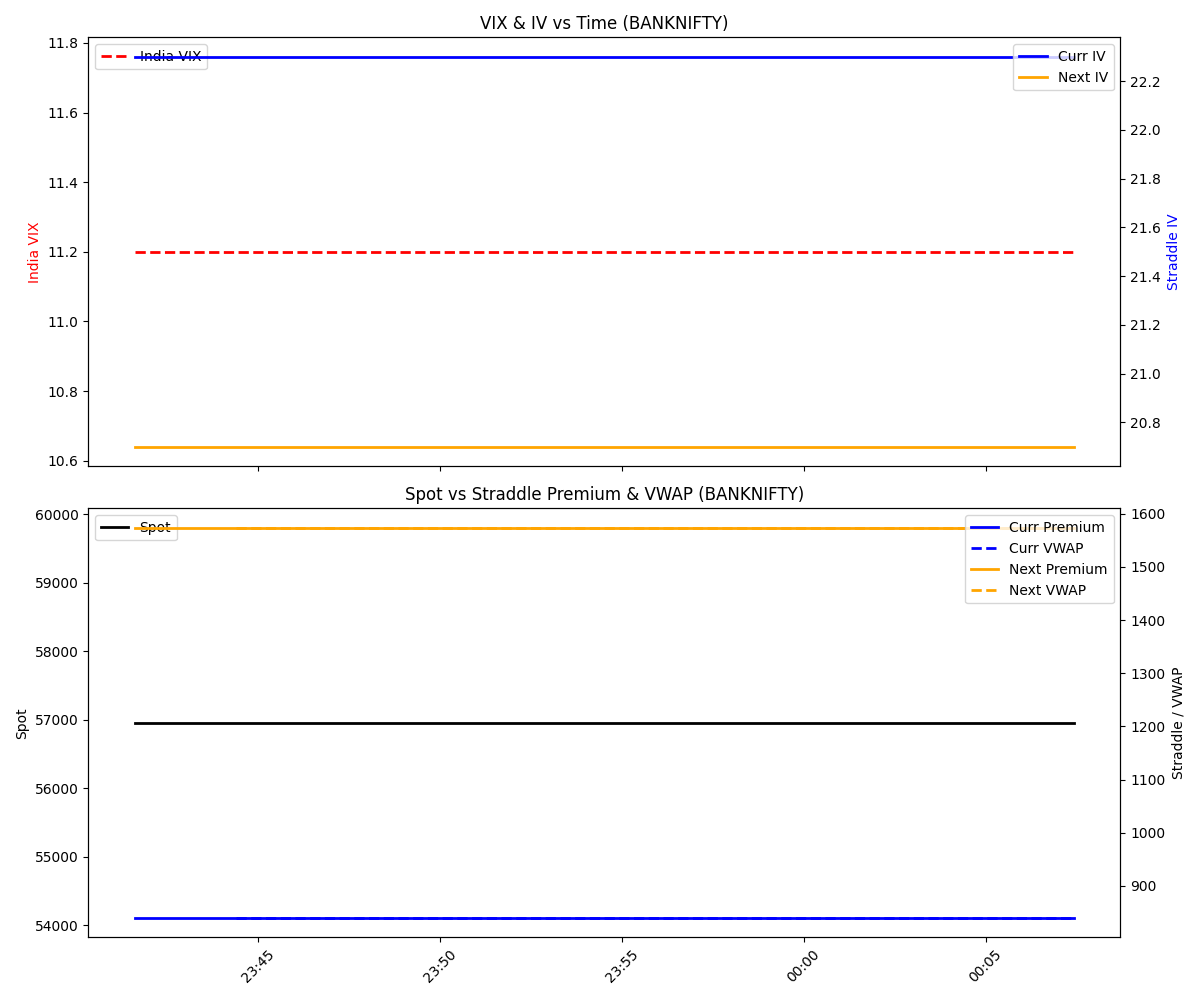 VIX & IV vs Time (BANKNIFTY)
India VIX
Curr IV
Next IV
11.8
11.6
11.4
11.2
11.0
10.8
10.6
India VIX
22.2
22.0
21.8
21.6
21.4
21.2
21.0
20.8
Straddle IV
Spot vs Straddle Premium & VWAP (BANKNIFTY)
Spot
Curr Premium
Curr VWAP
Next Premium
Next VWAP
60000
59000
58000
57000
56000
55000
54000
Spot
1600
1500
1400
1300
1200
1100
1000
900
Straddle / VWAP
23:45
23:50
23:55
00:00
00:05